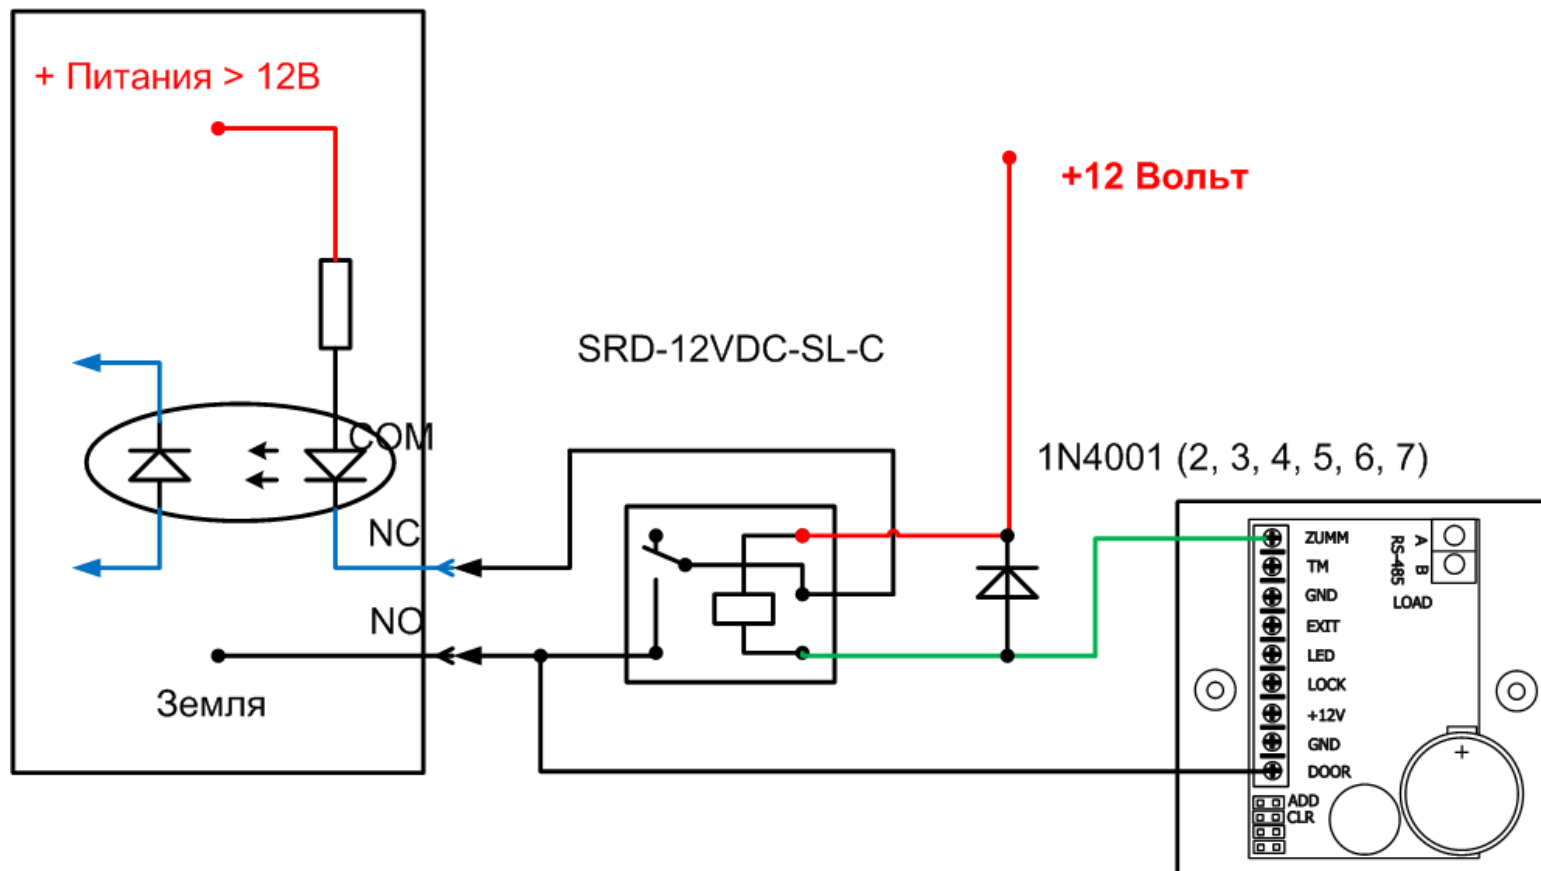 + Питания > 12В
+12 Вольт
SRD-12VDC-SL-C
COM
1N4001 (2, 3, 4, 5, 6, 7)
NC
NO
Земля
ZUMM
TM
GND
EXIT
LED
LOCK
+12V
GND
DOOR
A
B
RS-485
LOAD
ADD
CLR
+